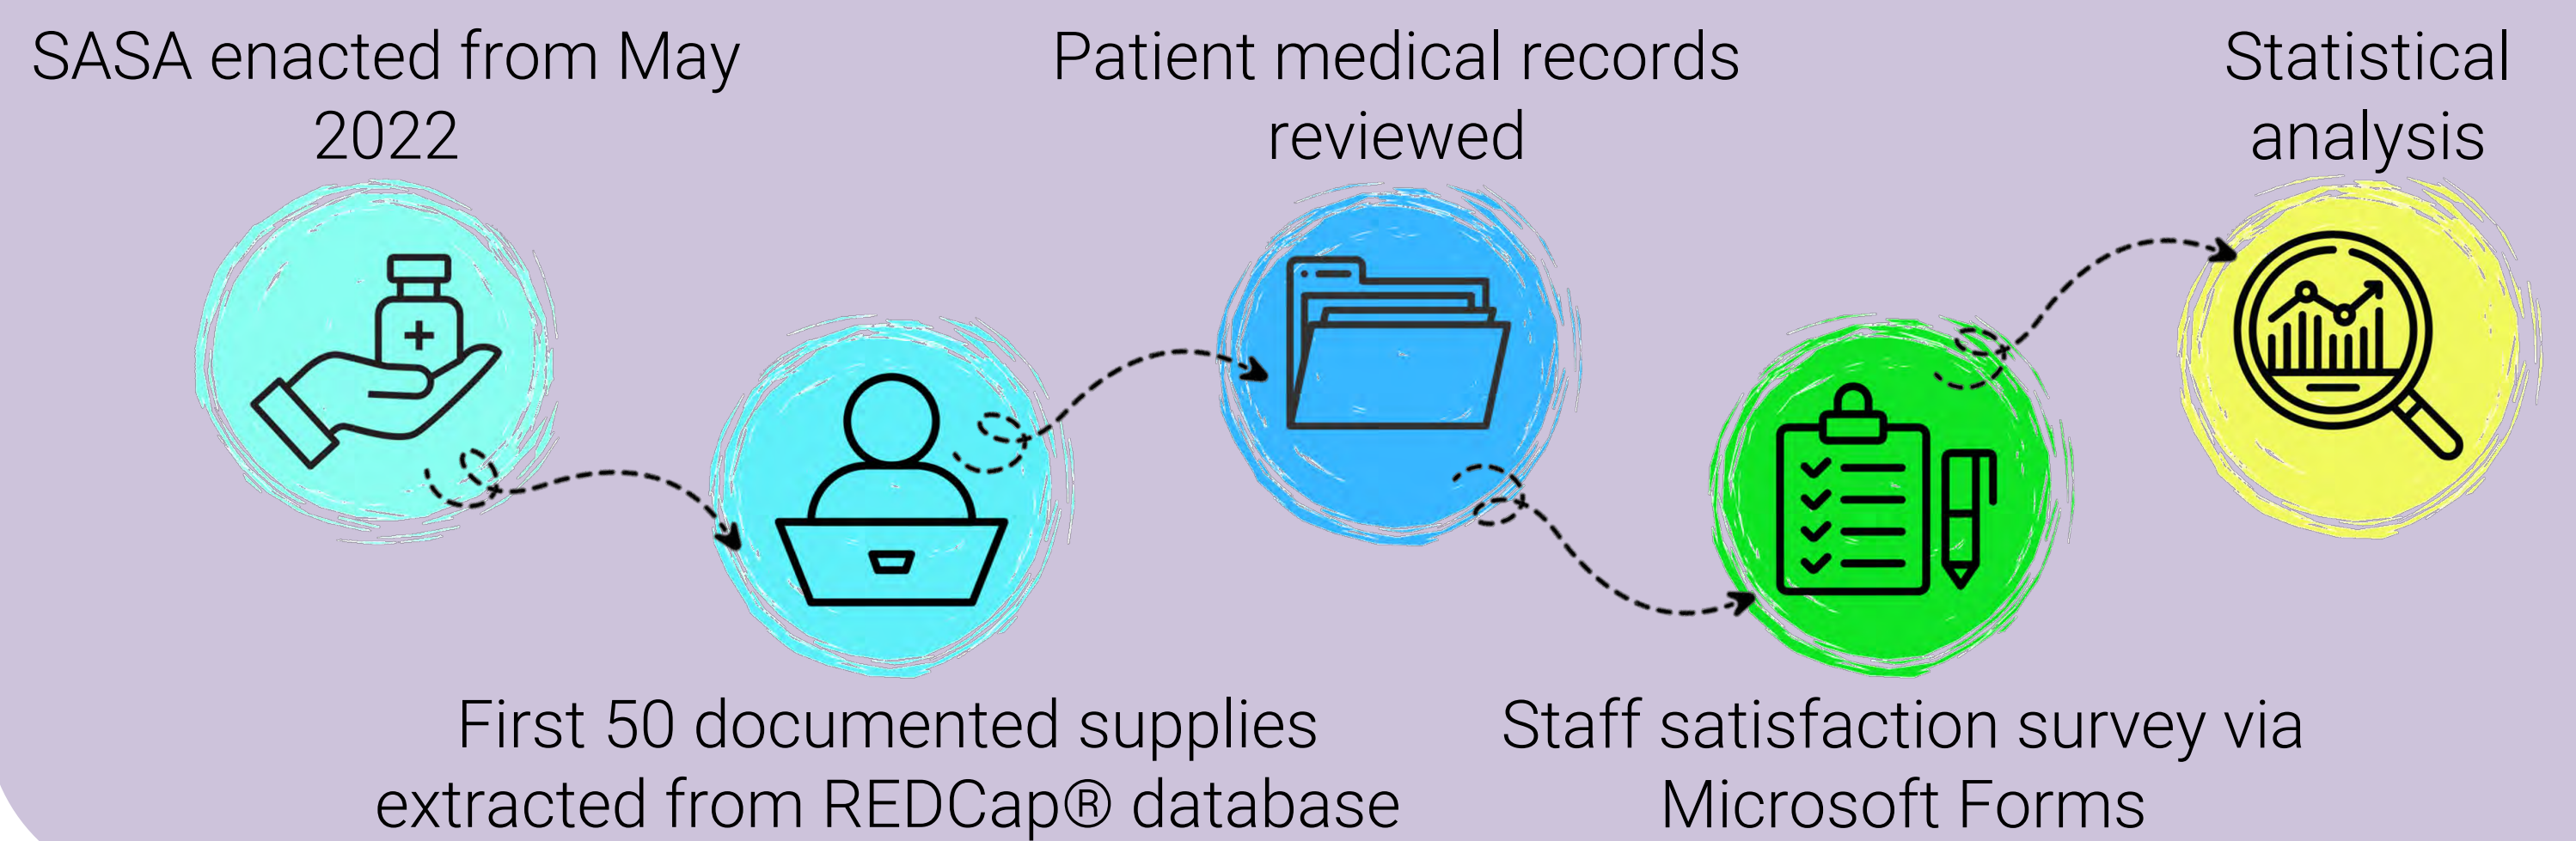 SASA enacted from May
2022
First 50 documented supplies
extracted from REDCap® database
Patient medical records
reviewed
Staff satisfaction survey via
Microsoft Forms
Statistical
analysis